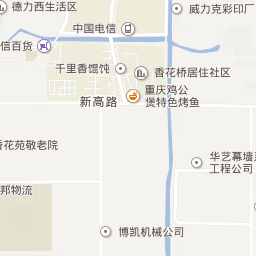 德力西生活区
威力克彩印厂
中国电信
信百货
千里香馄饨
香花桥居住社区
重庆鸡公
煲特色烤鱼
新高路
香花苑敬老院
华艺幕墙
工程公司
邦物流
博凯机械公司